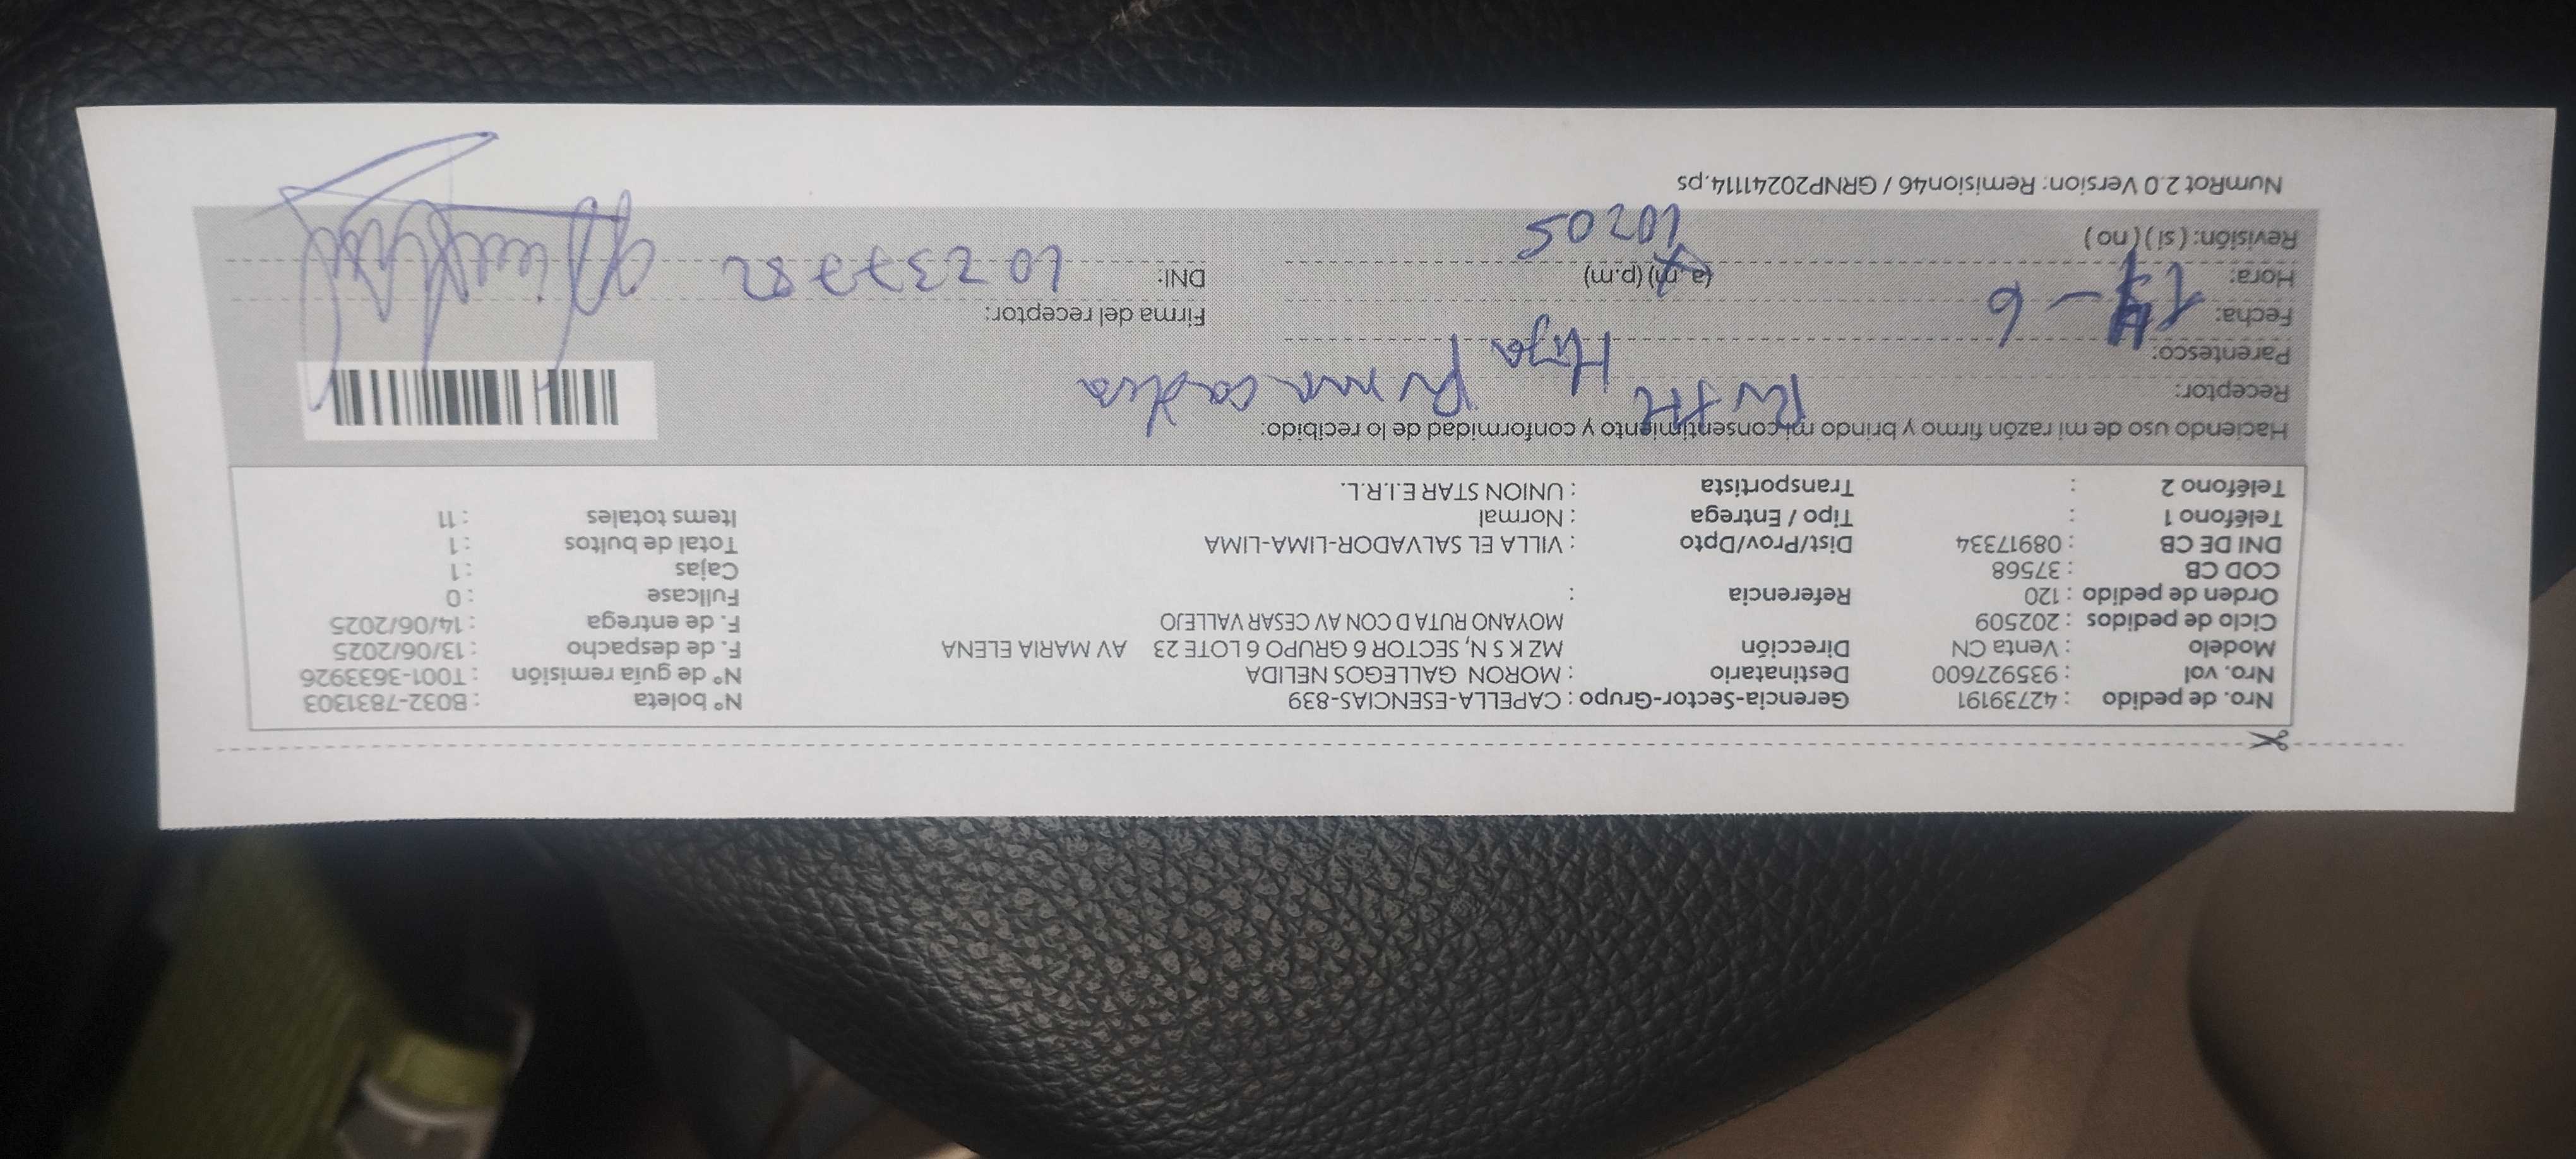 Nro. de pedido : 42739191 Gerencia-Sector-Grupo : CAPELLA-ESENCIAS-839 N° boleta : B032-7831303
Nro. vol : 935927600 Destinatario : MORON GALLEGOS NELIDA N° de guía remisión : T001-3633926
Modelo : Venta CN Dirección MZ K S N, SECTOR 6 GRUPO 6 LOTE 23 AV MARIA ELENA F. de despacho : 13/06/2025
Ciclo de pedidos : 202509 MOYANO RUTA D CON AV CESAR VALLEJO F. de entrega : 14/06/2025
Orden de pedido : 120 Referencia : Fullcase : 0
COD CB : 37568 Cajas : 1
DNI DE CB : 08917334 Dist/Prov/Dpto : VILLA EL SALVADOR-LIMA-LIMA Total de bultos : 1
Teléfono 1 : Tipo / Entrega : Normal Items totales : 11
Teléfono 2 : Transportista : UNION STAR E.I.R.L.
Haciendo uso de mi razón firmo y brindo mi consentimiento y conformidad de lo recibido:
Receptor: Ruth
Parentesco: Hija
Fecha: - 6 Firma del receptor:
Hora: (a.m) (p.m) DNI: 10237782
Revisión: (si) (no) 10205
NumRot 2.0 Version: Remision46 / GRNP20241114.ps